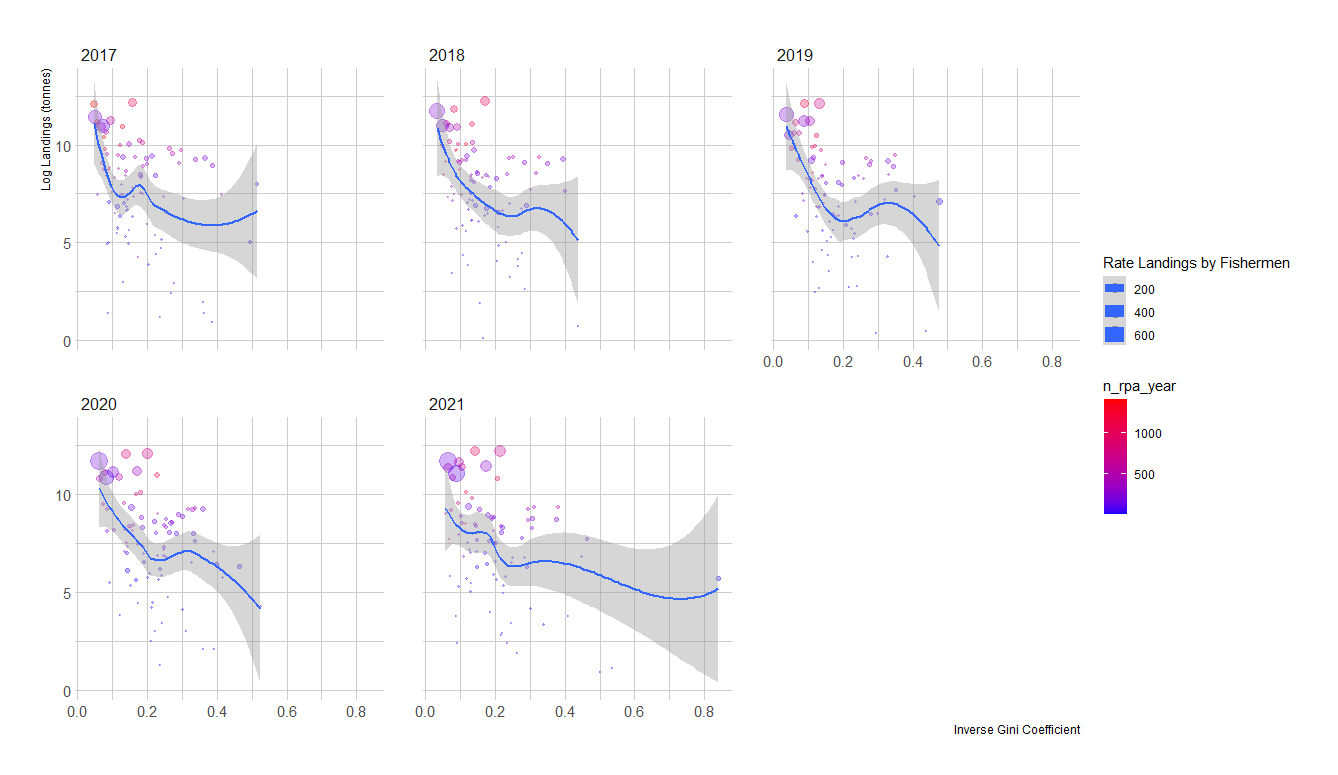 2017
2018
2019
Log Landings (tonnes)
10
5
0
0.0 0.2 0.4 0.6 0.8
2020
2021
10
5
0
0.0 0.2 0.4 0.6 0.8
0.0 0.2 0.4 0.6 0.8
Inverse Gini Coefficient
Rate Landings by Fishermen
200
400
600
n_rpa_year
1000
500